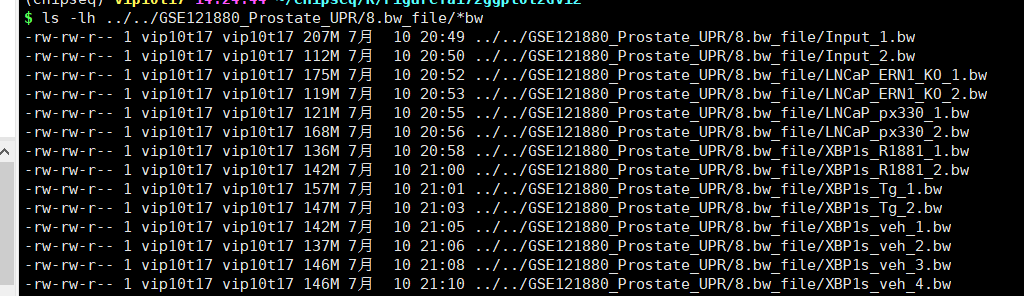 $ ls -lh ../../GSE121880_Prostate_UPR/8.bw_file/*bw
-rw-rw-r-- 1 vip10t17 vip10t17 207M 7月  10 20:49 ../../GSE121880_Prostate_UPR/8.bw_file/Input_1.bw
-rw-rw-r-- 1 vip10t17 vip10t17 112M 7月  10 20:50 ../../GSE121880_Prostate_UPR/8.bw_file/Input_2.bw
-rw-rw-r-- 1 vip10t17 vip10t17 175M 7月  10 20:52 ../../GSE121880_Prostate_UPR/8.bw_file/LNCaP_ERN1_KO_1.bw
-rw-rw-r-- 1 vip10t17 vip10t17 119M 7月  10 20:53 ../../GSE121880_Prostate_UPR/8.bw_file/LNCaP_ERN1_KO_2.bw
-rw-rw-r-- 1 vip10t17 vip10t17 121M 7月  10 20:55 ../../GSE121880_Prostate_UPR/8.bw_file/LNCaP_px330_1.bw
-rw-rw-r-- 1 vip10t17 vip10t17 168M 7月  10 20:56 ../../GSE121880_Prostate_UPR/8.bw_file/LNCaP_px330_2.bw
-rw-rw-r-- 1 vip10t17 vip10t17 136M 7月  10 20:58 ../../GSE121880_Prostate_UPR/8.bw_file/XBP1s_R1881_1.bw
-rw-rw-r-- 1 vip10t17 vip10t17 142M 7月  10 21:00 ../../GSE121880_Prostate_UPR/8.bw_file/XBP1s_R1881_2.bw
-rw-rw-r-- 1 vip10t17 vip10t17 157M 7月  10 21:01 ../../GSE121880_Prostate_UPR/8.bw_file/XBP1s_Tg_1.bw
-rw-rw-r-- 1 vip10t17 vip10t17 147M 7月  10 21:03 ../../GSE121880_Prostate_UPR/8.bw_file/XBP1s_Tg_2.bw
-rw-rw-r-- 1 vip10t17 vip10t17 142M 7月  10 21:05 ../../GSE121880_Prostate_UPR/8.bw_file/XBP1s_veh_1.bw
-rw-rw-r-- 1 vip10t17 vip10t17 137M 7月  10 21:06 ../../GSE121880_Prostate_UPR/8.bw_file/XBP1s_veh_2.bw
-rw-rw-r-- 1 vip10t17 vip10t17 146M 7月  10 21:08 ../../GSE121880_Prostate_UPR/8.bw_file/XBP1s_veh_3.bw
-rw-rw-r-- 1 vip10t17 vip10t17 146M 7月  10 21:10 ../../GSE121880_Prostate_UPR/8.bw_file/XBP1s_veh_4.bw